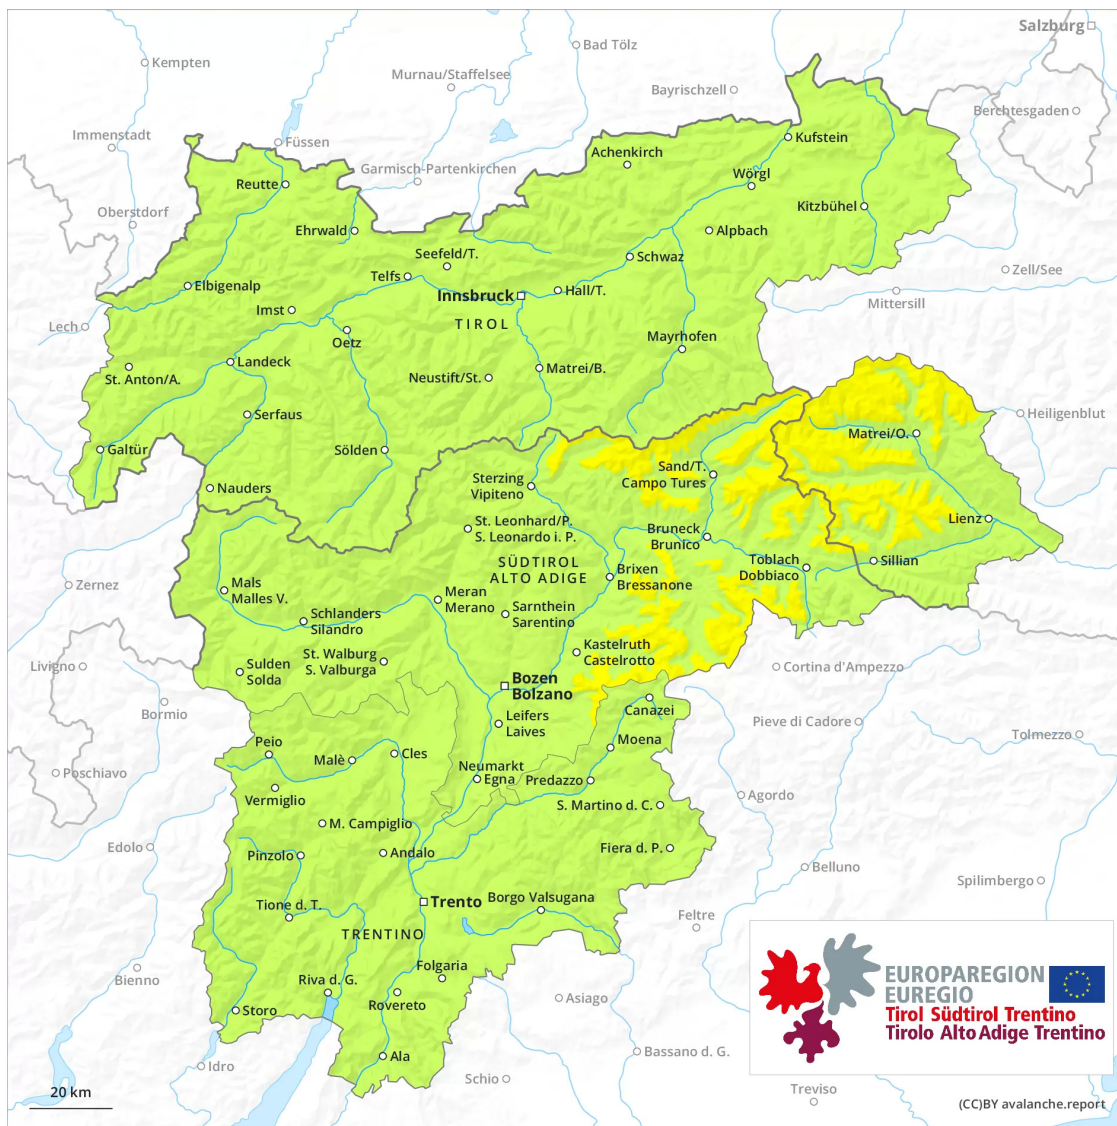 Salzburg
Bad Tölz
Kempten
Murnau/Staffelsee
Bayrischzell
Berchtesgaden
Immenstadt
Füssen
Kufstein
Achenkirch
Garmisch-Partenkirchen
Wörgl
Reutte
Oberstdorf
Kitzbühel
Ehrwald
Alpbach
Seefeld/T.
Schwaz
Zell/See
Telfs
Elbigenalp
Hall/T.
Innsbruck
Mittersill
Imst
TIROL
Lech
Oetz
Mayrhofen
Landeck
St. Anton/A.
Neustift/St.
Matrei/B.
Serfaus
Heiligenblut
Matrei/O.
Galtür
Sölden
Sand/T.
Campo Tures
Sterzing
Vipiteno
Nauders
Lienz
St. Leonhard/P.
S. Leonardo i. P.
Bruneck
Brunico
SÜDTIROL
ALTO ADIGE
Toblach
Dobbiaco
Sillian
Brixen
Bressanone
Zernez
Mals
Malles V.
Meran
Merano
Sarnthein
Sarentino
Schlanders
Silandro
Kastelruth
Castelrotto
St. Walburg
S. Valburga
Livigno
Sulden
Solda
Cortina d'Ampezzo
Bozen
Bolzano
Canazei
Bormio
Leifers
Laives
Pieve di Cadore
Tolmezzo
Peio
Moena
Cles
Malè
Poschiavo
Neumarkt
Egna
Predazzo
Vermiglio
Agordo
S. Martino d. C.
M. Campiglio
Edolo
Pinzolo
Andalo
Fiera d. P.
Belluno
Spilimbergo
Trento
Borgo Valsugana
Tione d. T.
Feltre
TRENTINO
Folgaria
Bienno
Riva d. G.
Rovereto
Asiago
Storo
EUROPAREGION
EUREGIO
Tirol Südtirol Trentino
Tirolo Alto Adige Trentino
Ala
Bassano d. G.
Idro
Schio
20 km
Treviso
(CC)BY avalanche.report